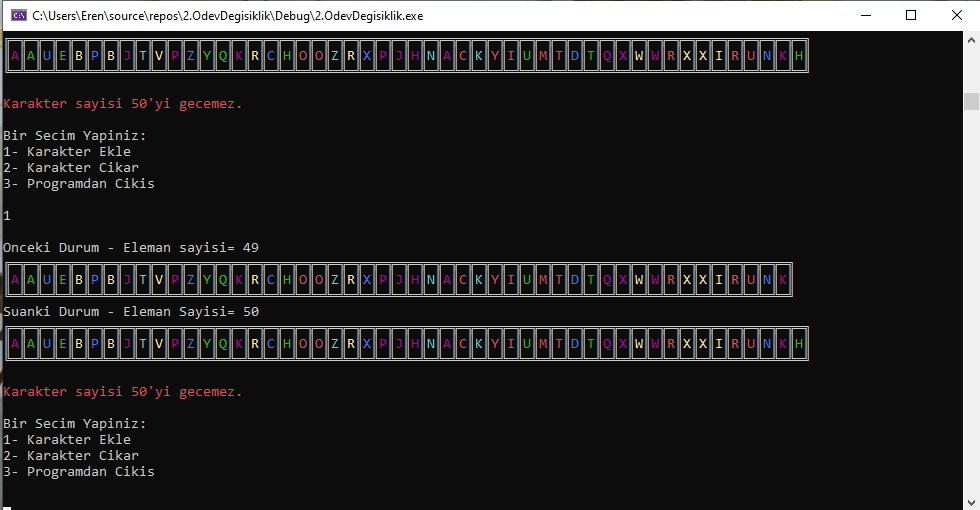 C:\Users\Eren\source\repos\2.OdevDegisiklik\Debug\2.OdevDegisiklik.exe
A A U E B P B J T V P Z Y Q K R C H O O Z R X P J H N A C K Y I U M T D T Q X W W R X X I R U N K H
Karakter sayisi 50'yi gecemez.
Bir Secim Yapiniz:
1- Karakter Ekle
2- Karakter Cikar
3- Programdan Cikis
1
Onceki Durum - Eleman sayisi= 49
A A U E B P B J T V P Z Y Q K R C H O O Z R X P J H N A C K Y I U M T D T Q X W W R X X I R U N K
Suanki Durum - Eleman Sayisi= 50
A A U E B P B J T V P Z Y Q K R C H O O Z R X P J H N A C K Y I U M T D T Q X W W R X X I R U N K H
Karakter sayisi 50'yi gecemez.
Bir Secim Yapiniz:
1- Karakter Ekle
2- Karakter Cikar
3- Programdan Cikis